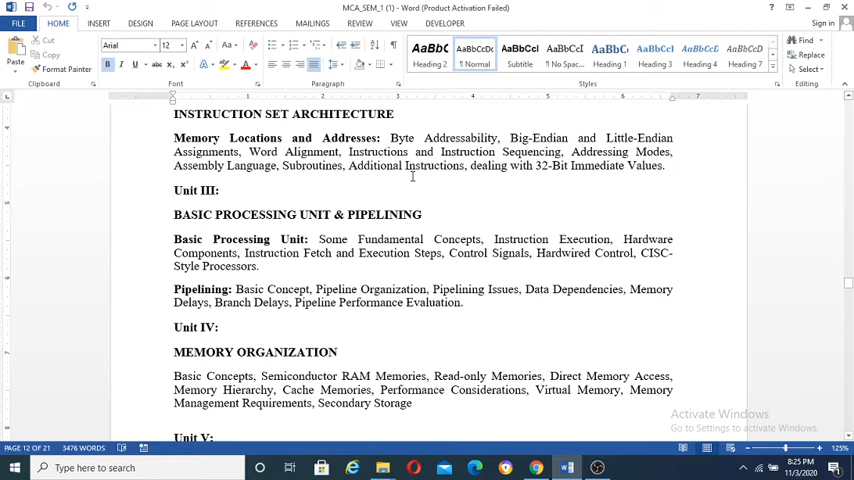 MCA_SEM_1 (1) - Word (Product Activation Failed)
FILE HOME INSERT DESIGN PAGE LAYOUT REFERENCES MAILINGS REVIEW VIEW DEVELOPER Sign in
Paste Cut
Copy
Format Painter
Clipboard
Arial 12
Font
Paragraph
AaBbC AaBbCcDc AaBbCc AaBbCcI AaBbCc AaBbCcI AaBbCcD AaBbCcD
Heading 2 ¶ Normal Subtitle ¶ No Spac... Heading 1 Heading 3 Heading 4 Heading 7
Styles
Find
Replace
Select
Editing
INSTRUCTION SET ARCHITECTURE
Memory Locations and Addresses: Byte Addressability, Big-Endian and Little-Endian
Assignments, Word Alignment, Instructions and Instruction Sequencing, Addressing Modes,
Assembly Language, Subroutines, Additional Instructions, dealing with 32-Bit Immediate Values.
Unit III:
BASIC PROCESSING UNIT & PIPELINING
Basic Processing Unit: Some Fundamental Concepts, Instruction Execution, Hardware
Components, Instruction Fetch and Execution Steps, Control Signals, Hardwired Control, CISC-
Style Processors.
Pipelining: Basic Concept, Pipeline Organization, Pipelining Issues, Data Dependencies, Memory
Delays, Branch Delays, Pipeline Performance Evaluation.
Unit IV:
MEMORY ORGANIZATION
Basic Concepts, Semiconductor RAM Memories, Read-only Memories, Direct Memory Access,
Memory Hierarchy, Cache Memories, Performance Considerations, Virtual Memory, Memory
Management Requirements, Secondary Storage
Unit V:
Activate Windows
Go to Settings to activate Windows.
PAGE 12 OF 21 3476 WORDS 125%
Type here to search
8:25 PM
11/3/2020